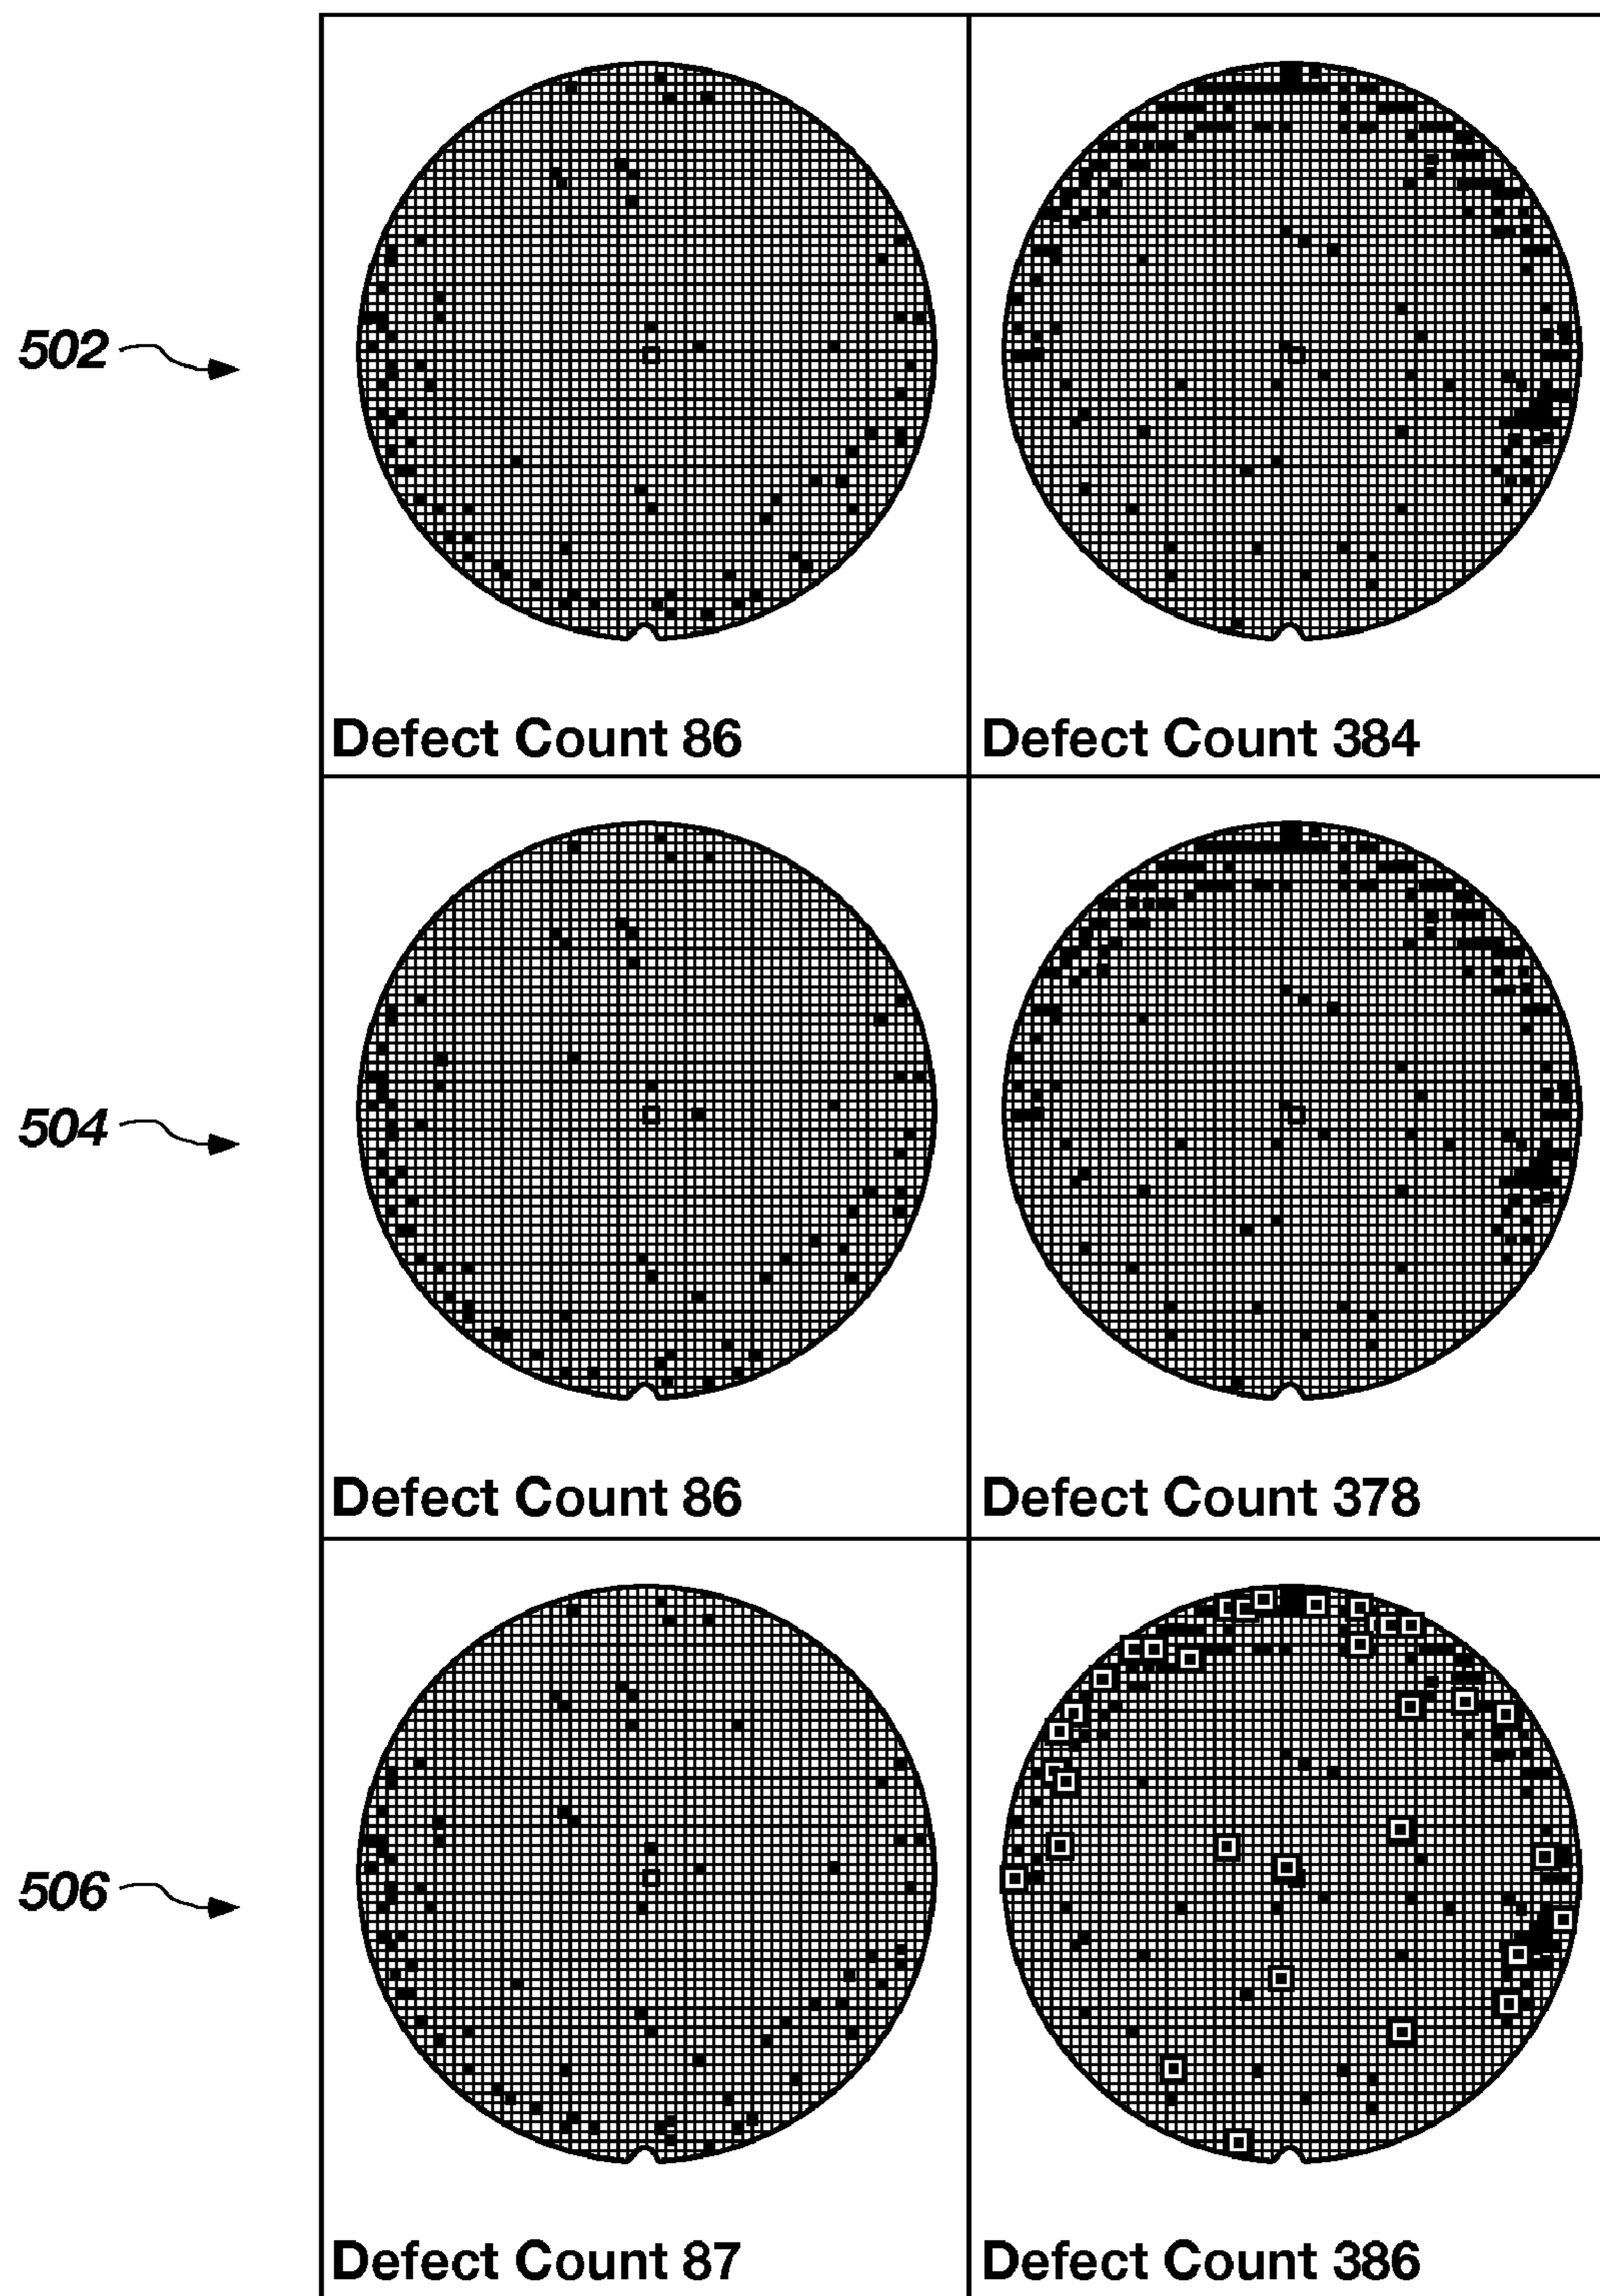 502
Defect Count 86
Defect Count 384
504
Defect Count 86
Defect Count 378
506
Defect Count 87
Defect Count 386